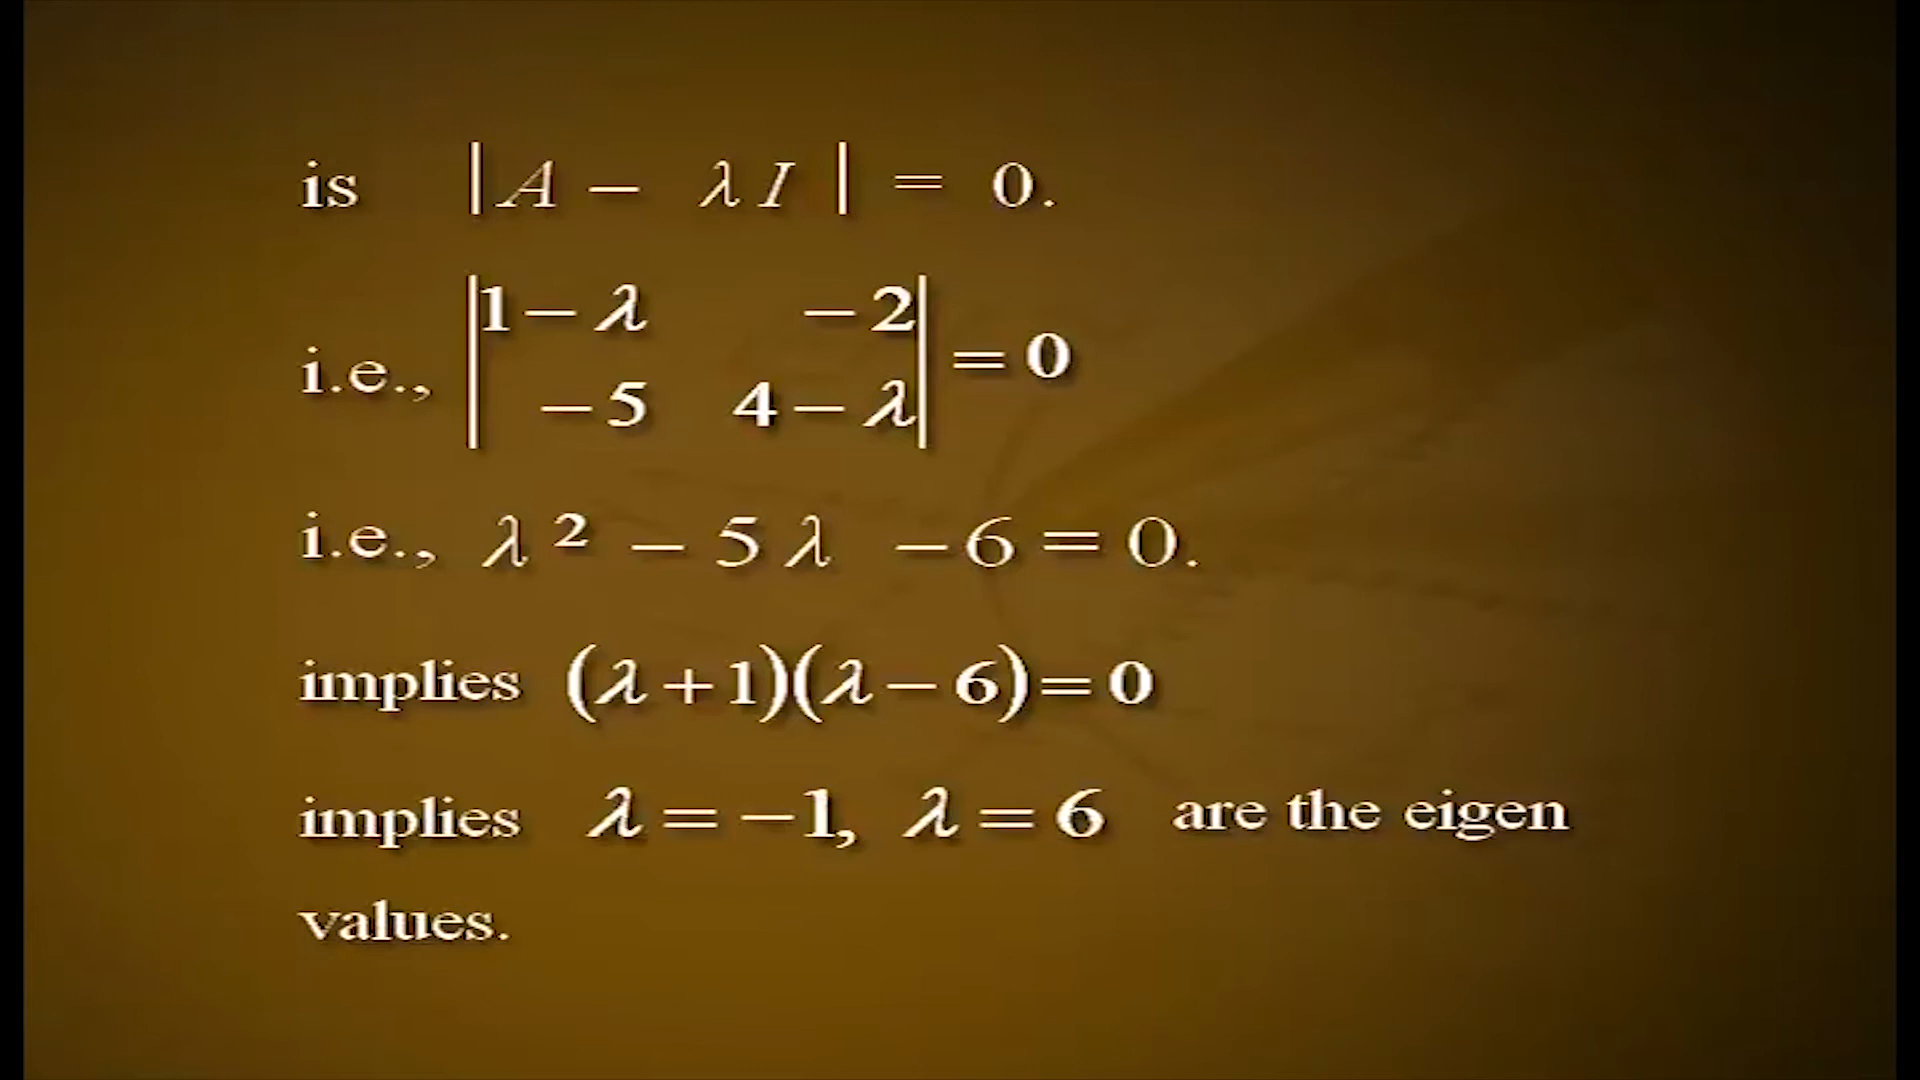 is |A − λI| = 0.
i.e., |1−λ −2
−5 4−λ| = 0
i.e., λ² − 5λ − 6 = 0.
implies (λ+1)(λ−6)=0
implies λ=−1, λ=6 are the eigen
values.